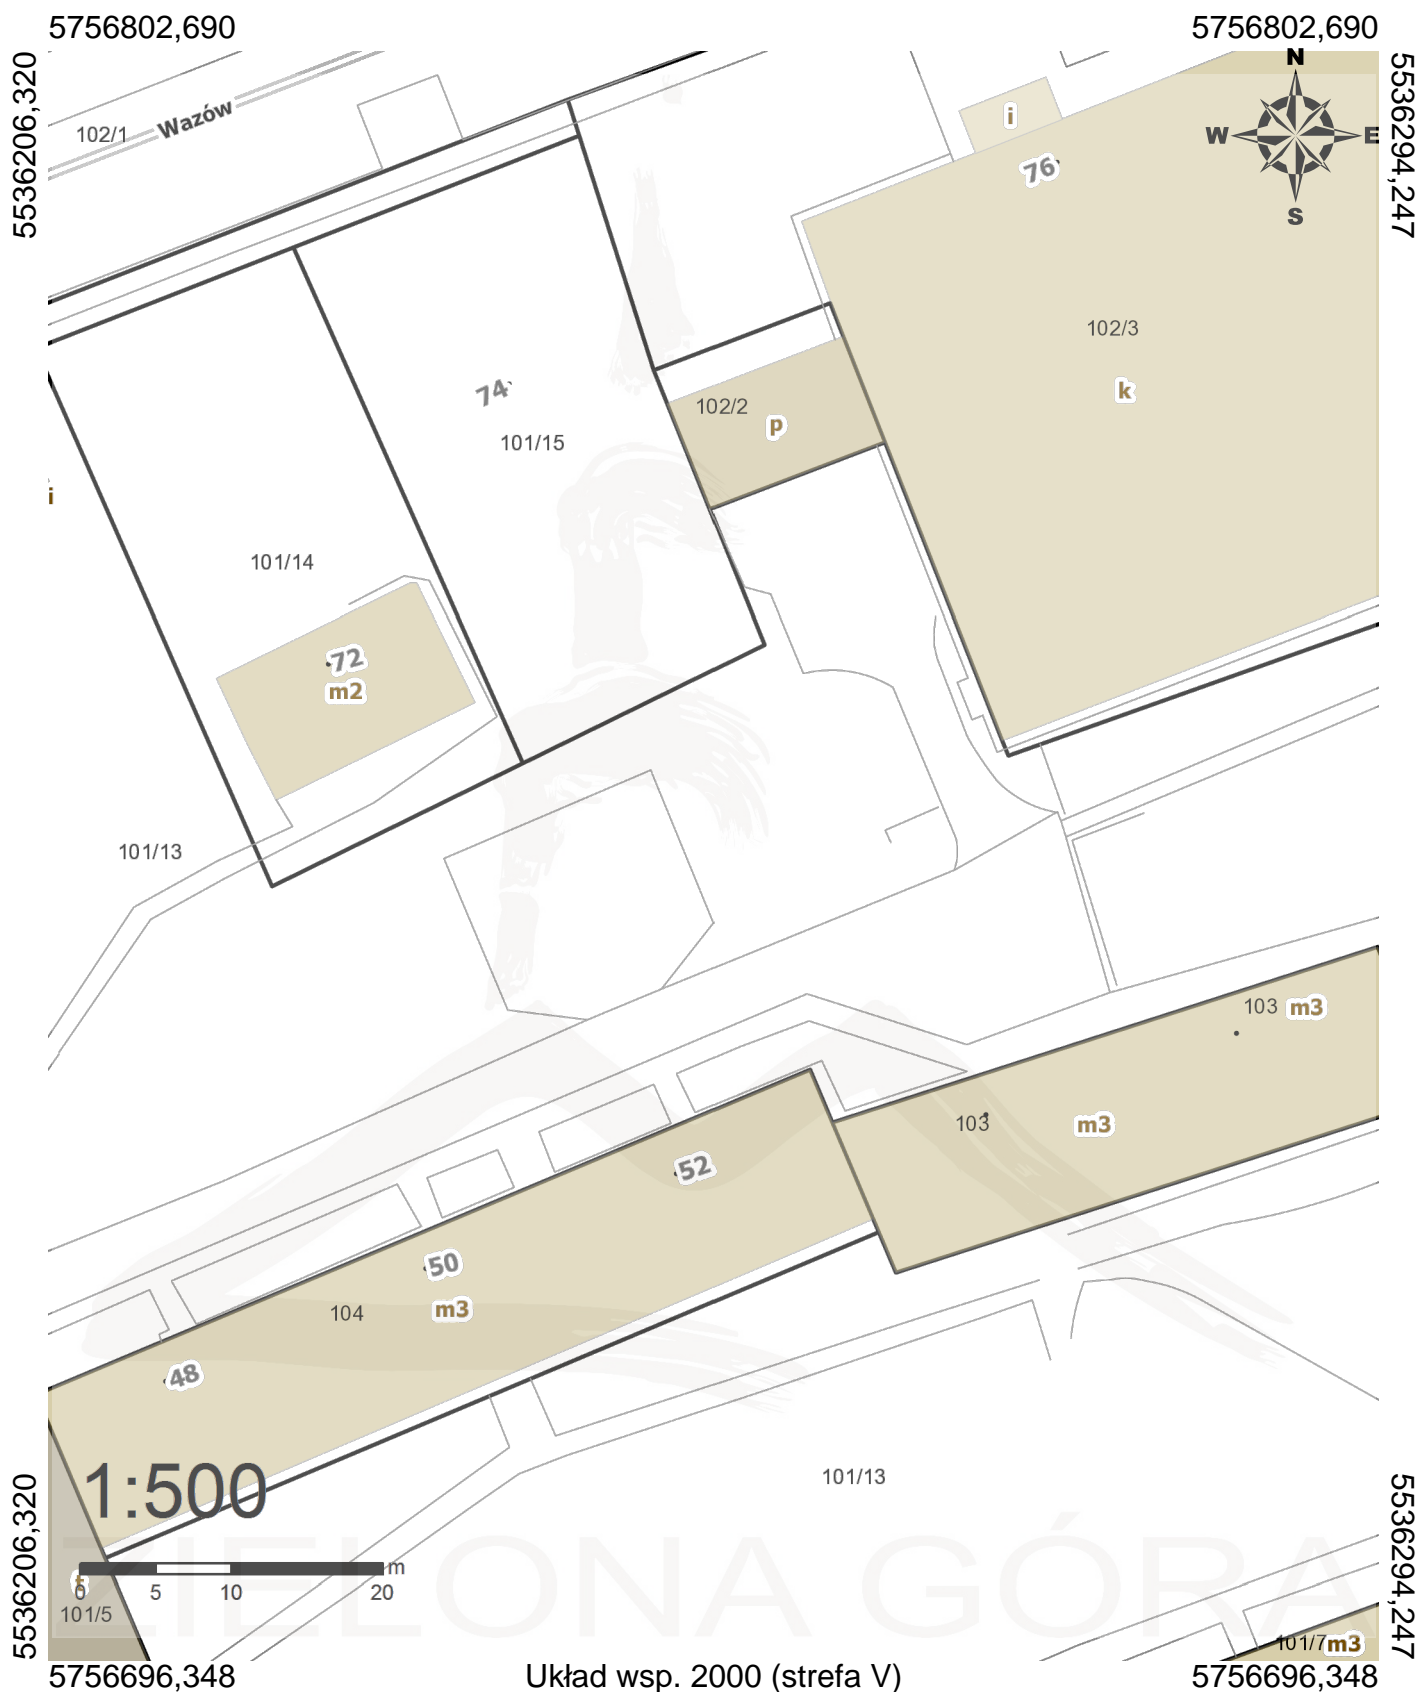 5756802,690
5756802,690
5536206,320
5536294,247
N
W
E
S
102/1
Wazów
i
76
102/3
k
74
101/15
102/2
p
i
101/14
72
m2
101/13
103
m3
103
m3
52
50
104
m3
48
1:500
101/13
ZIELONA GÓRA
m
0
5
10
20
t
101/5
101/7
m3
5536206,320
5536294,247
5756696,348
Układ wsp. 2000 (strefa V)
5756696,348